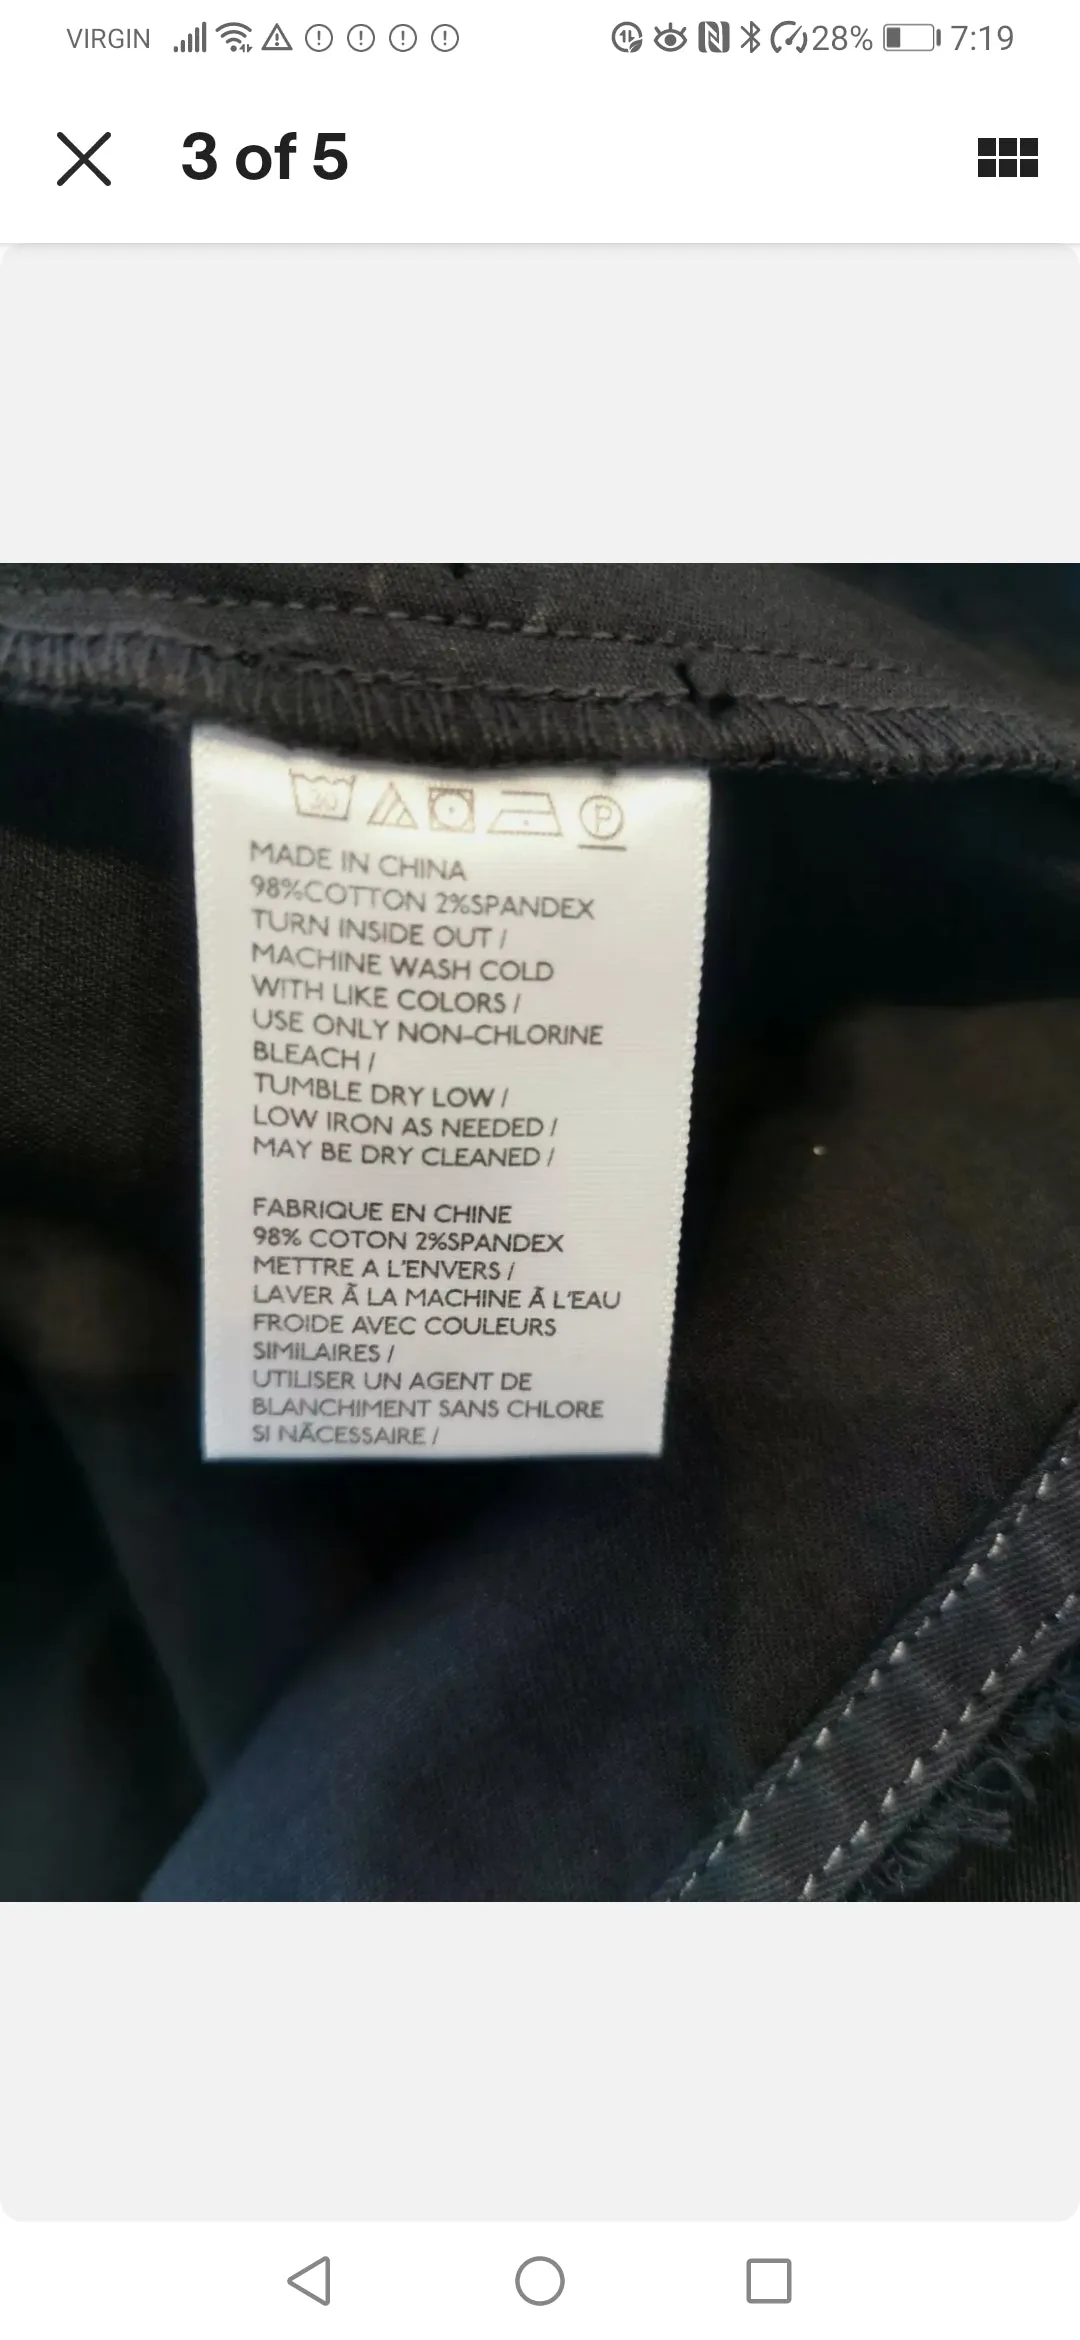 VIRGIN 28% 7:19
3 of 5
30 P
MADE IN CHINA
98%COTTON 2%SPANDEX
TURN INSIDE OUT /
MACHINE WASH COLD
WITH LIKE COLORS /
USE ONLY NON-CHLORINE
BLEACH /
TUMBLE DRY LOW /
LOW IRON AS NEEDED /
MAY BE DRY CLEANED /
FABRIQUE EN CHINE
98% COTON 2%SPANDEX
METTRE A L'ENVERS /
LAVER Ã LA MACHINE Ã L'EAU
FROIDE AVEC COULEURS
SIMILAIRES /
UTILISER UN AGENT DE
BLANCHIMENT SANS CHLORE
SI NÃCESSAIRE /